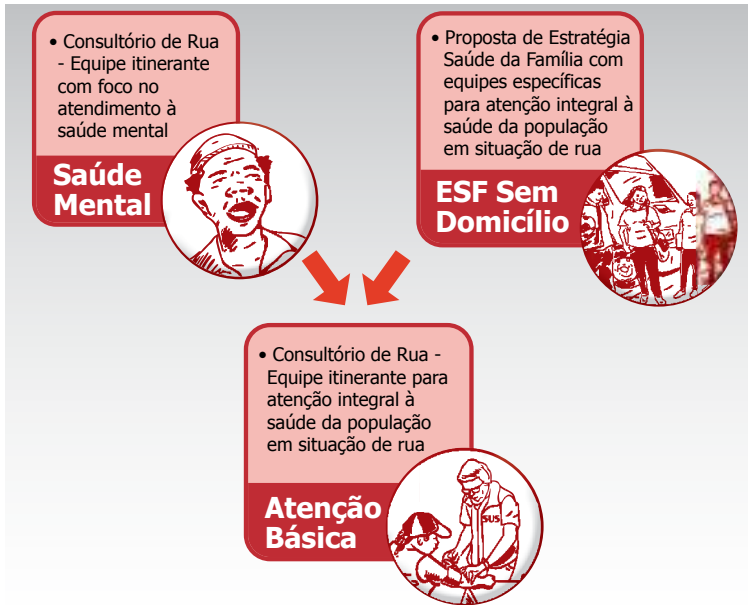 • Consultório de Rua
- Equipe itinerante
com foco no
atendimento à
saúde mental
Saúde
Mental
• Proposta de Estratégia
Saúde da Família com
equipes específicas
para atenção integral à
saúde da população
em situação de rua
ESF Sem
Domicílio
• Consultório de Rua -
Equipe itinerante para
atenção integral à
saúde da população
em situação de rua
Atenção
Básica
SUS